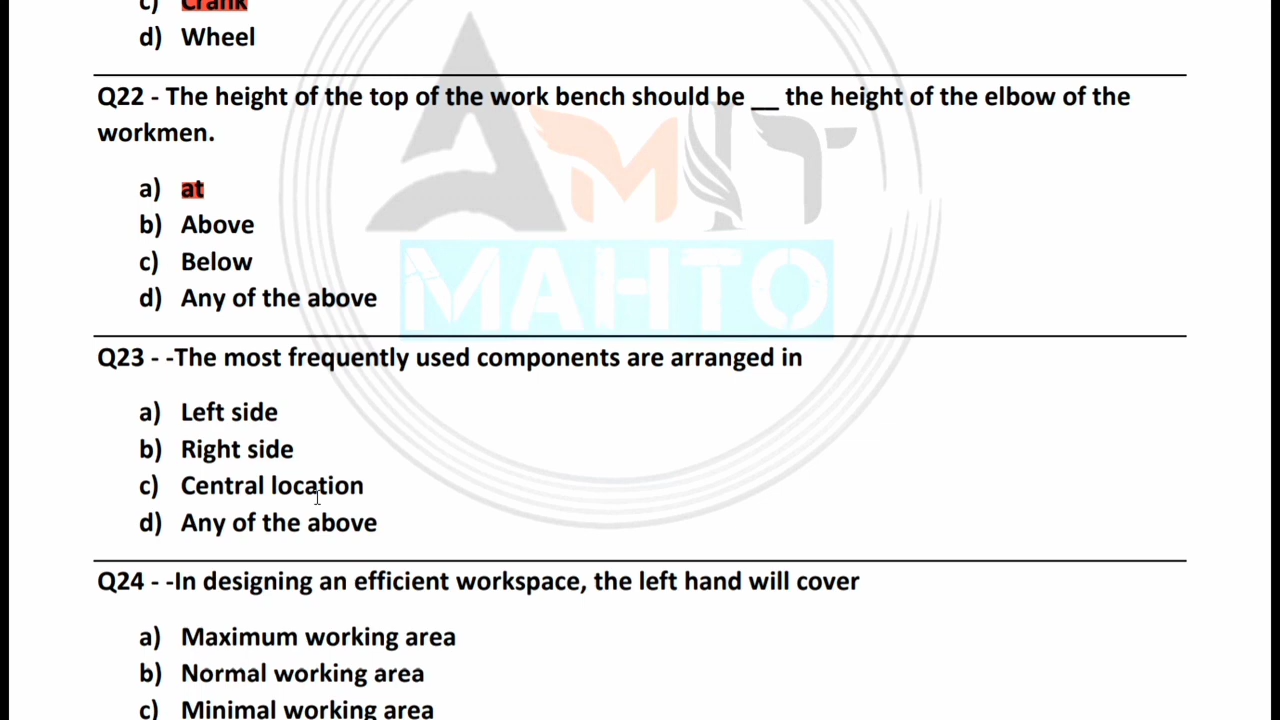 c) Crank
d) Wheel
Q22 - The height of the top of the work bench should be __ the height of the elbow of the
workmen.
a) at
b) Above
c) Below
d) Any of the above
AMIT
MAHTO
Q23 - -The most frequently used components are arranged in
a) Left side
b) Right side
c) Central location
d) Any of the above
Q24 - -In designing an efficient workspace, the left hand will cover
a) Maximum working area
b) Normal working area
c) Minimal working area